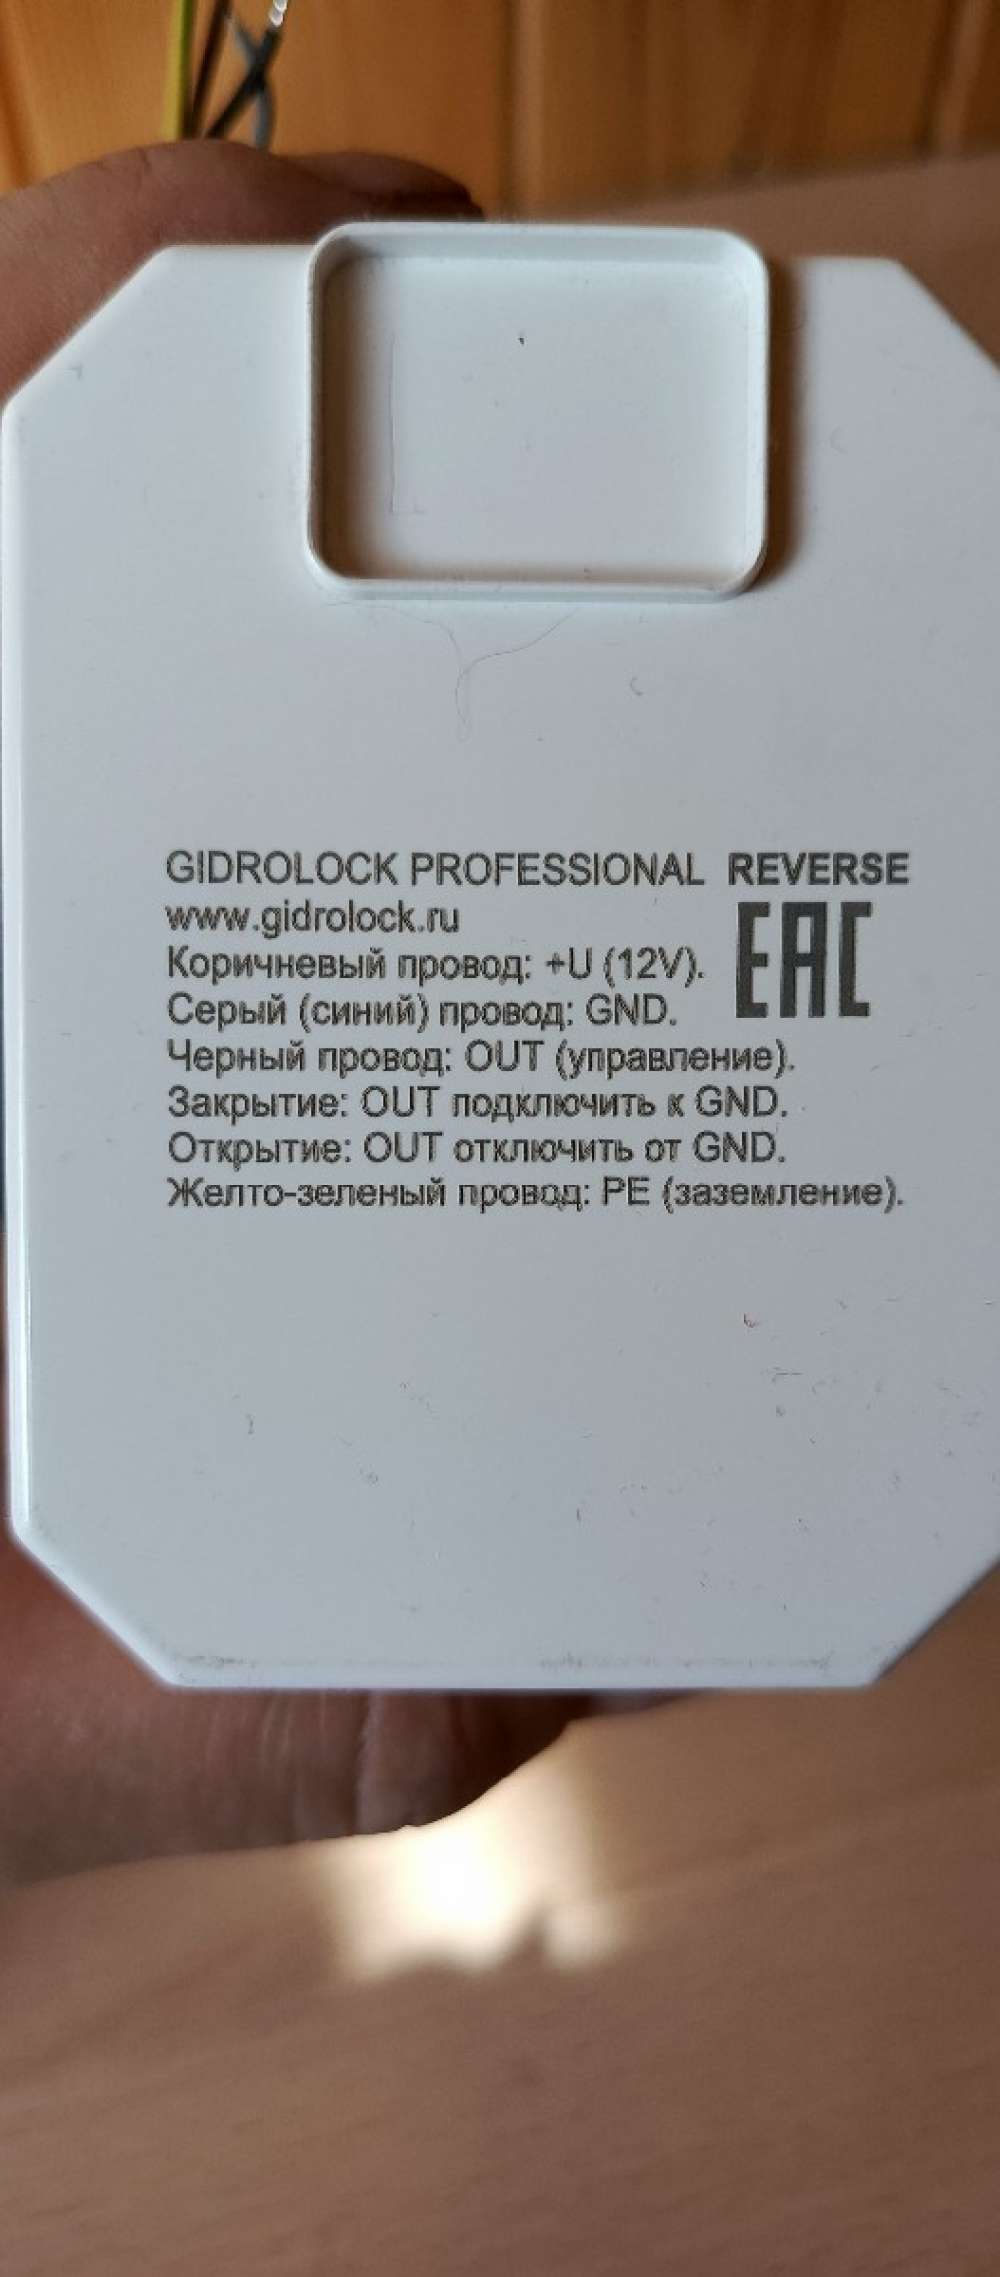 GIDROLOCK PROFESSIONAL REVERSE
www.gidrolock.ru
EAC
Коричневый провод: +U (12V).
Серый (синий) провод: GND.
Черный провод: OUT (управление).
Закрытие: OUT подключить к GND.
Открытие: OUT отключить от GND.
Желто-зеленый провод: PE (заземление).